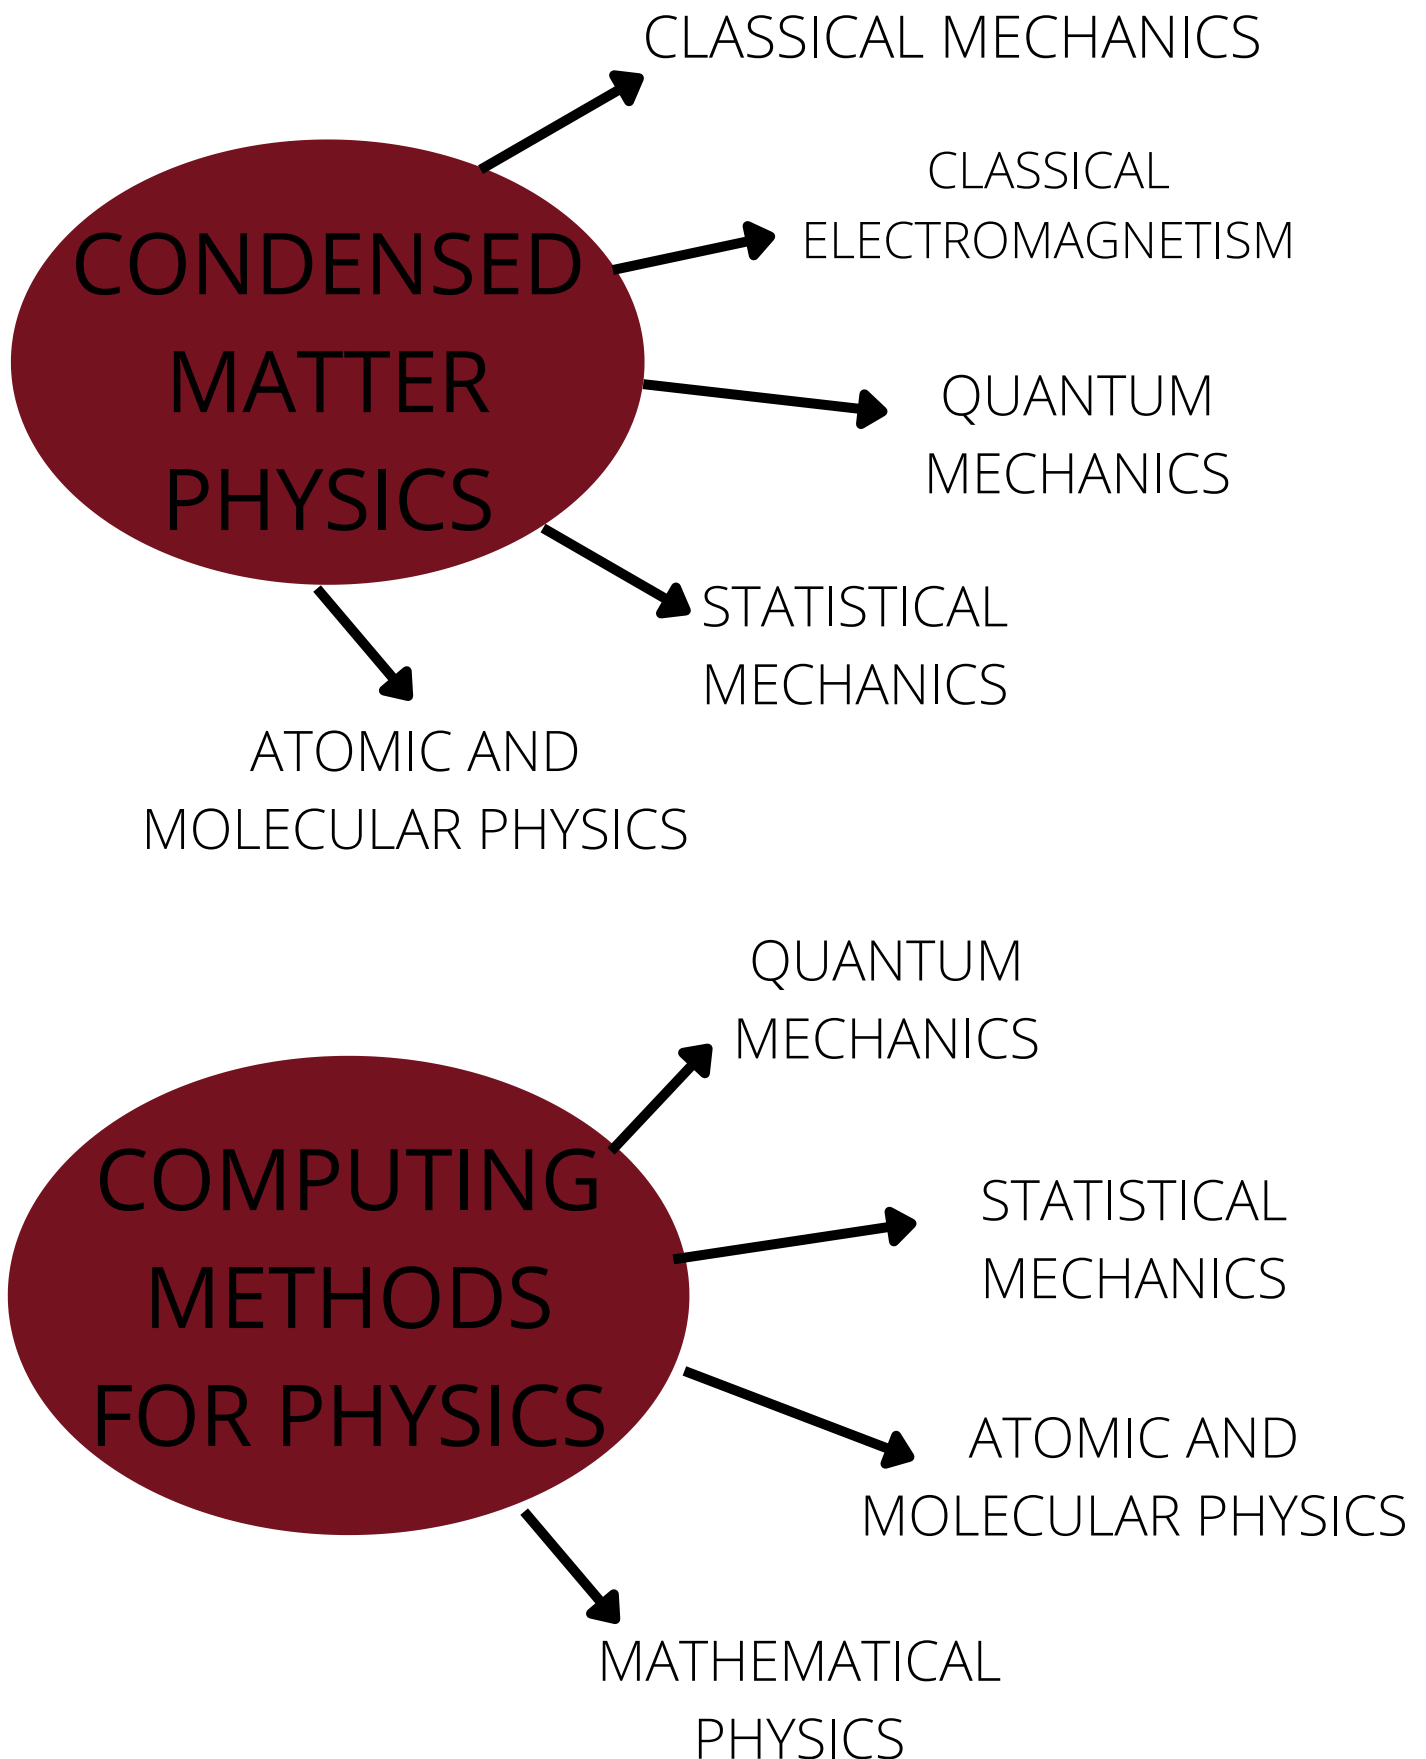 CLASSICAL MECHANICS
CLASSICAL
ELECTROMAGNETISM
CONDENSED
MATTER
PHYSICS
QUANTUM
MECHANICS
STATISTICAL
MECHANICS
ATOMIC AND
MOLECULAR PHYSICS
QUANTUM
MECHANICS
COMPUTING
METHODS
FOR PHYSICS
STATISTICAL
MECHANICS
ATOMIC AND
MOLECULAR PHYSICS
MATHEMATICAL
PHYSICS